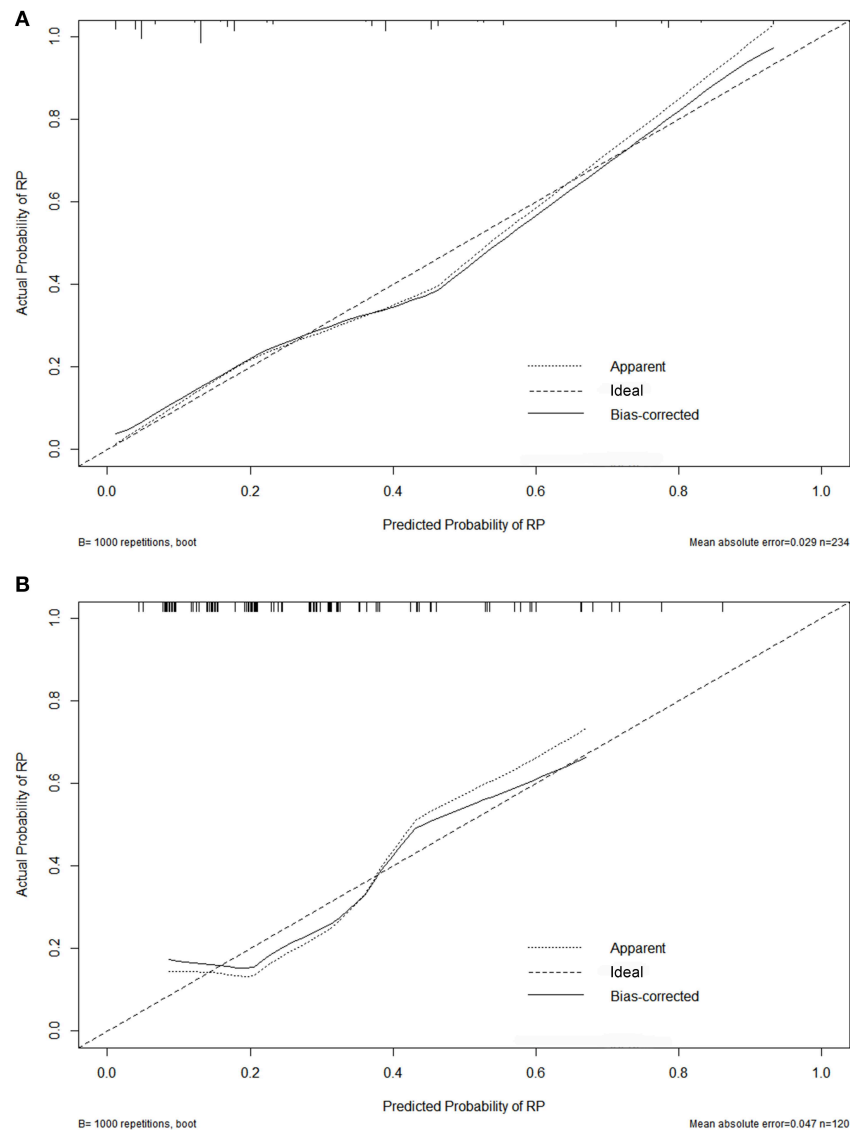 A
1.0
0.8
0.6
0.4
0.2
0.0
Actual Probability of RP
Apparent
Ideal
Bias-corrected
0.0 0.2 0.4 0.6 0.8 1.0
Predicted Probability of RP
B= 1000 repetitions, boot
Mean absolute error=0.029 n=234
B
1.0
0.8
0.6
0.4
0.2
0.0
Actual Probability of RP
Apparent
Ideal
Bias-corrected
0.0 0.2 0.4 0.6 0.8 1.0
Predicted Probability of RP
B= 1000 repetitions, boot
Mean absolute error=0.047 n=120